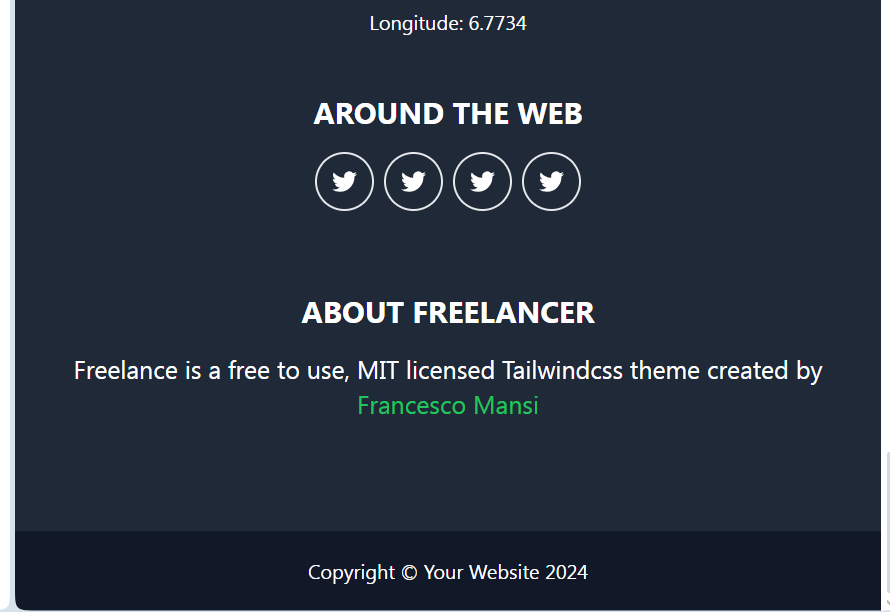 Longitude: 6.7734
AROUND THE WEB
ABOUT FREELANCER
Freelance is a free to use, MIT licensed Tailwindcss theme created by
Francesco Mansi
Copyright © Your Website 2024